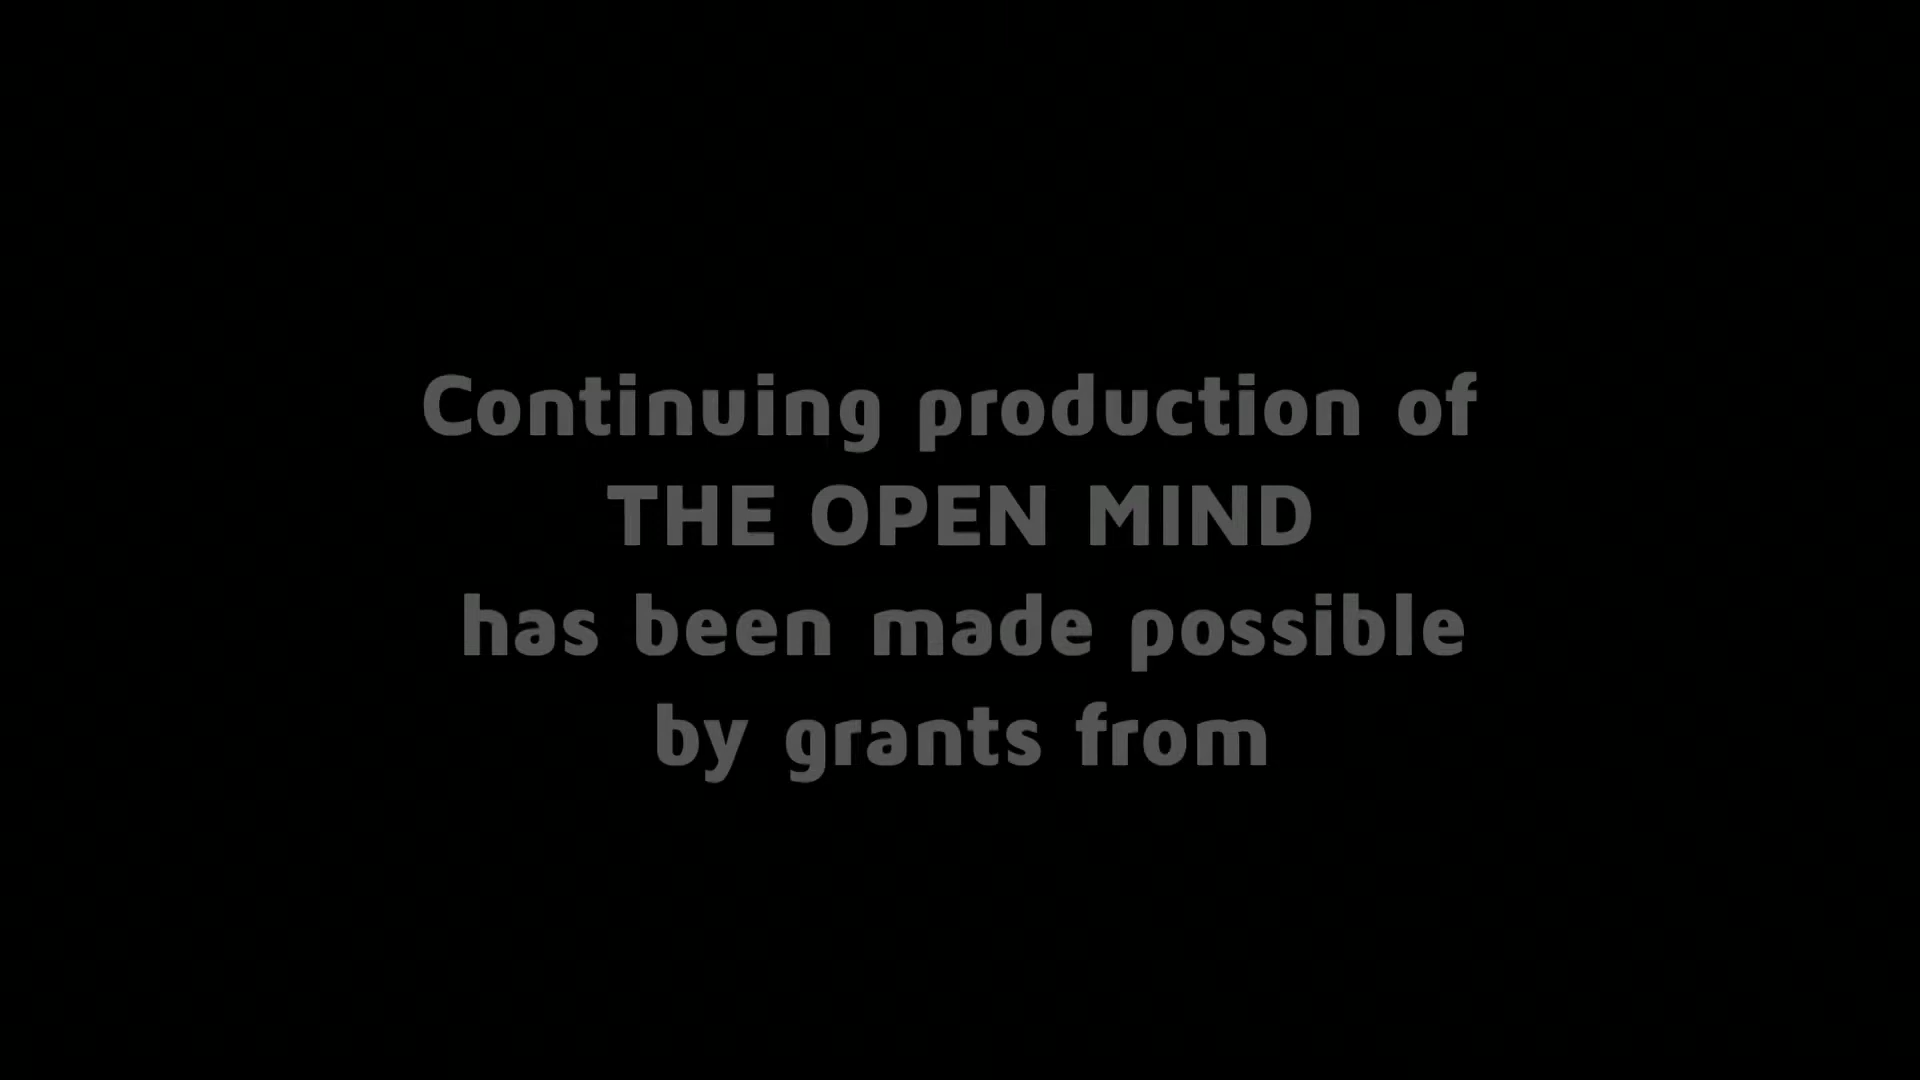 Continuing production of
THE OPEN MIND
has been made possible
by grants from